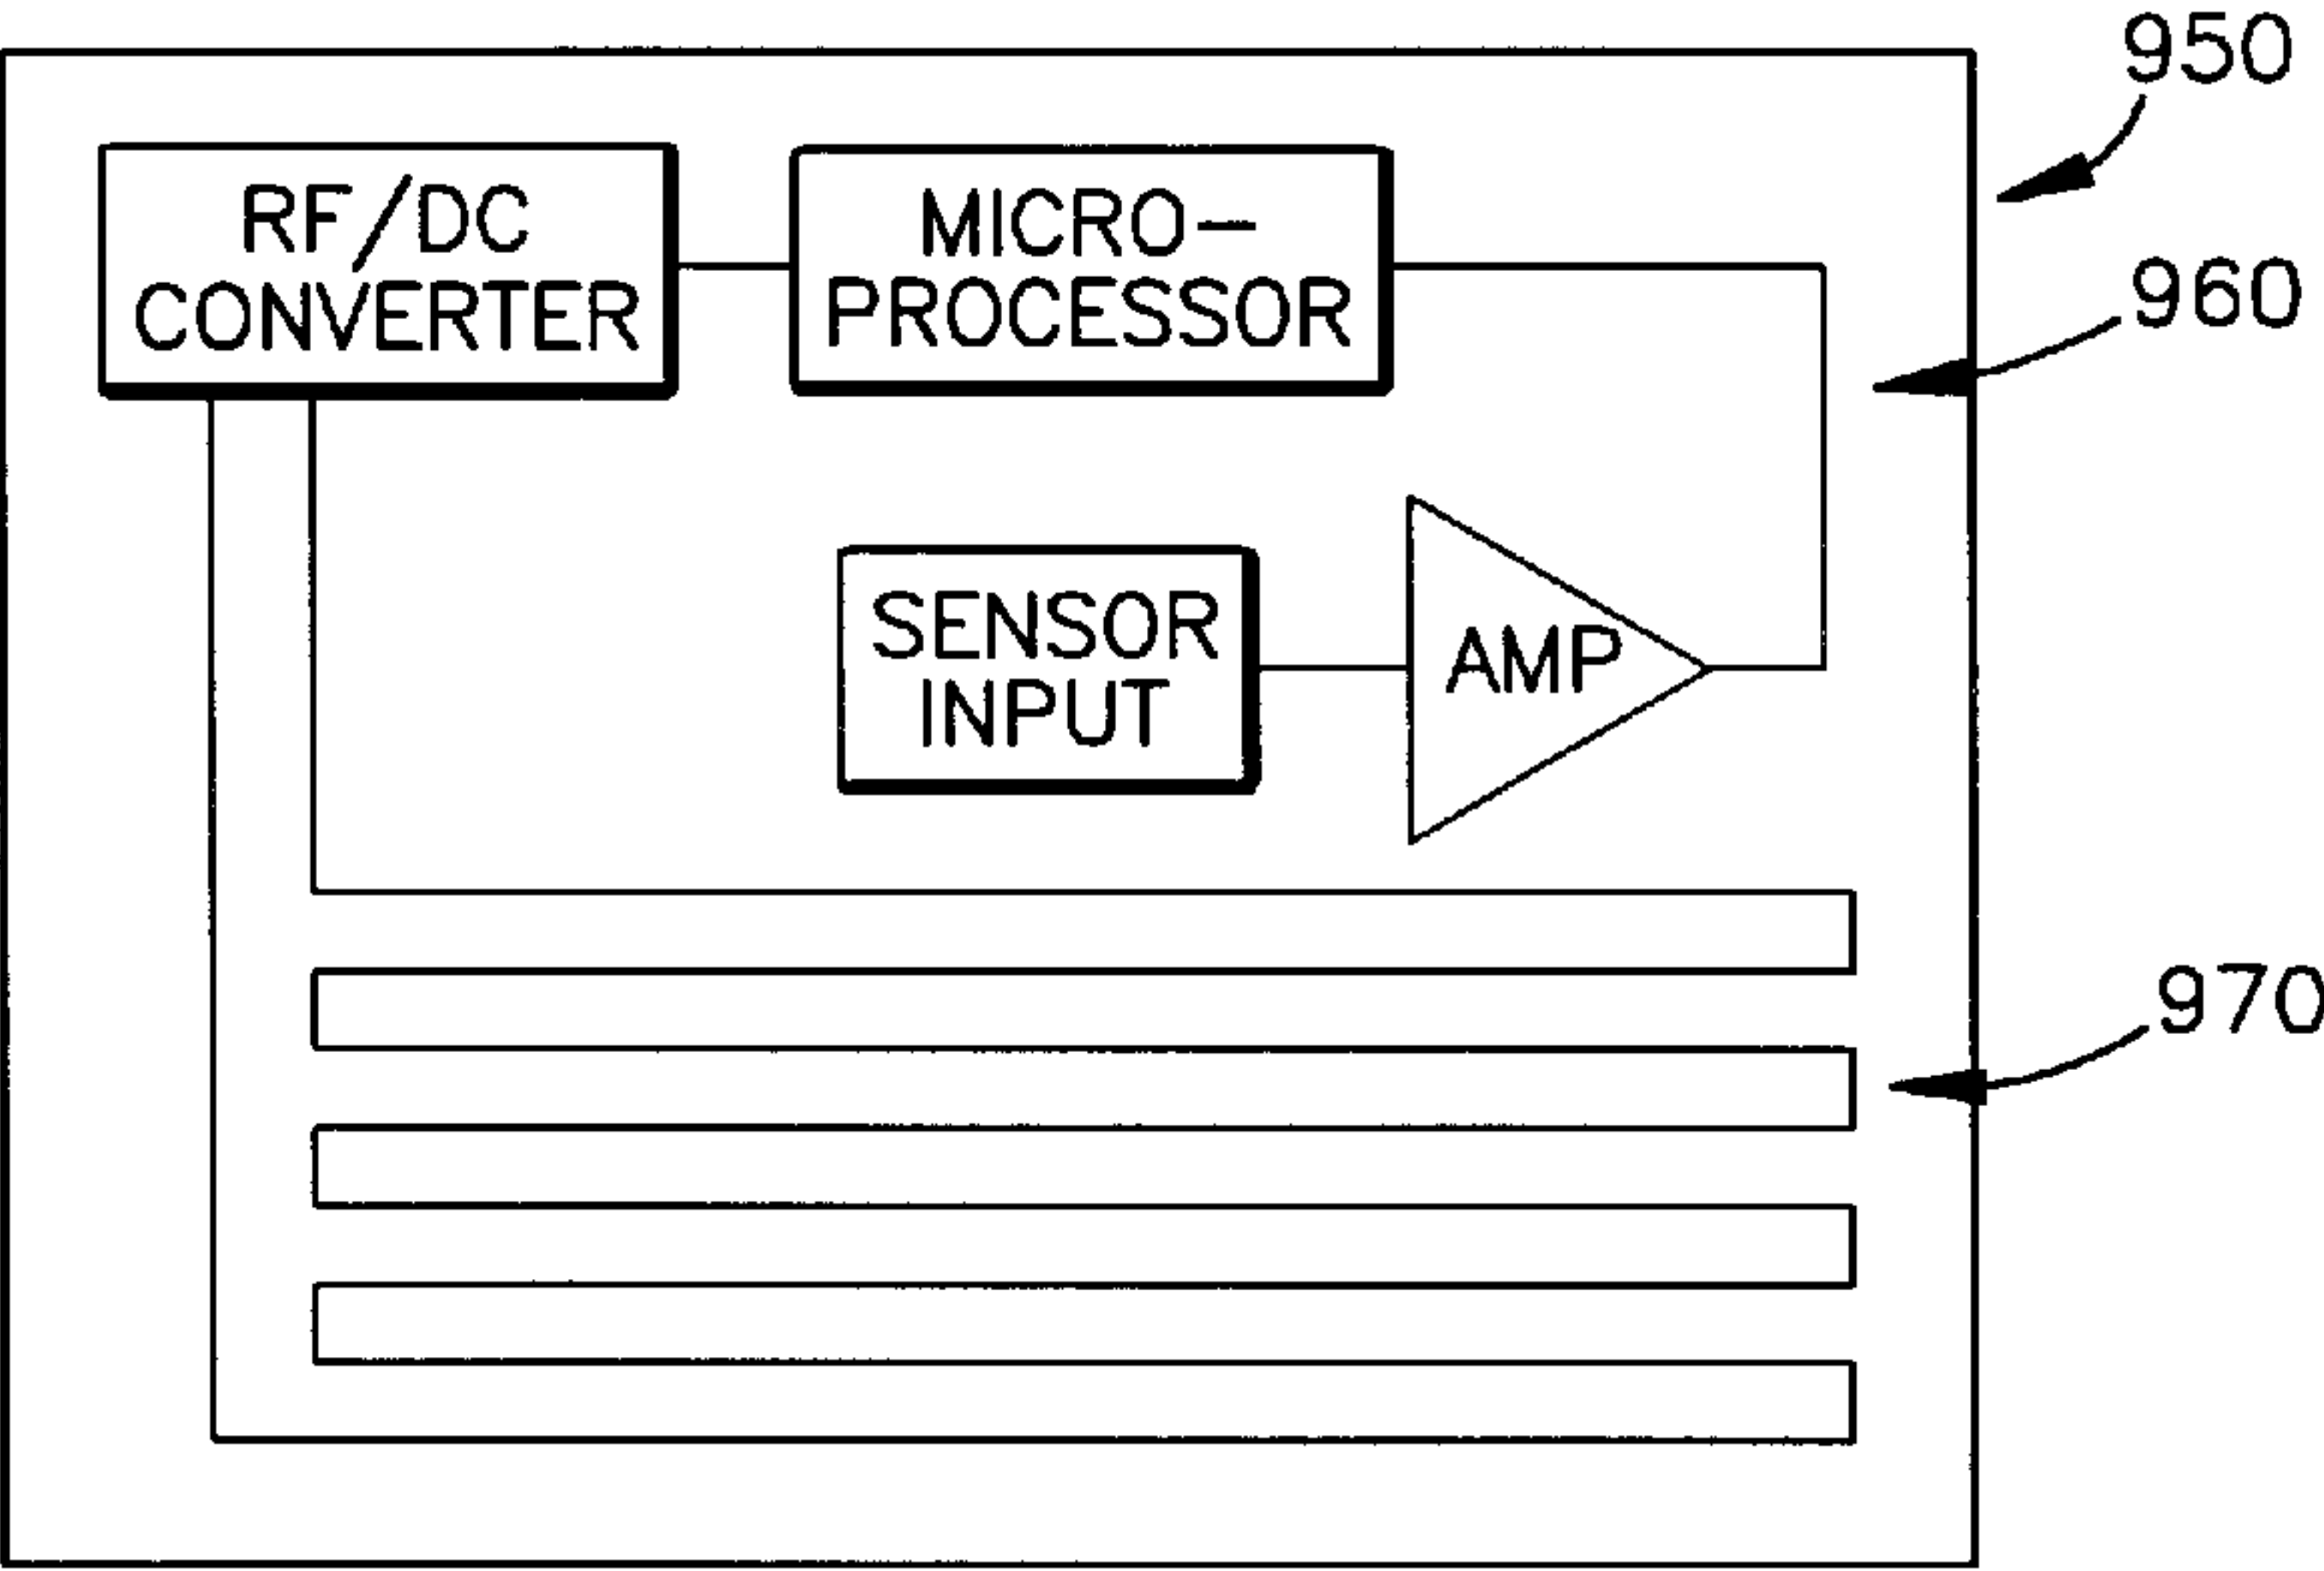 950
RF/DC
CONVERTER
MICRO-
PROCESSOR
960
SENSOR
INPUT
AMP
970